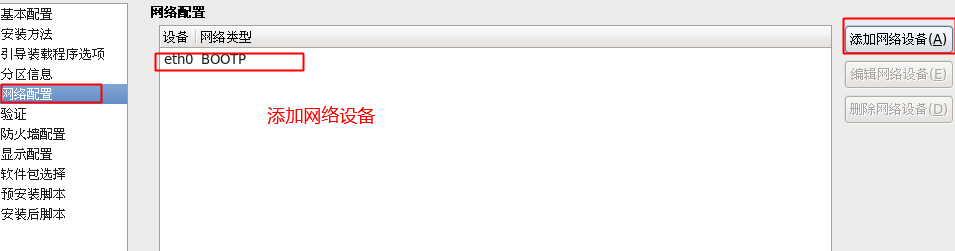 基本配置
安装方法
引导装载程序选项
分区信息
网络配置
验证
防火墙配置
显示配置
软件包选择
预安装脚本
安装后脚本
网络配置
设备 网络类型
eth0 BOOTP
添加网络设备
添加网络设备(A)
编辑网络设备(E)
删除网络设备(D)